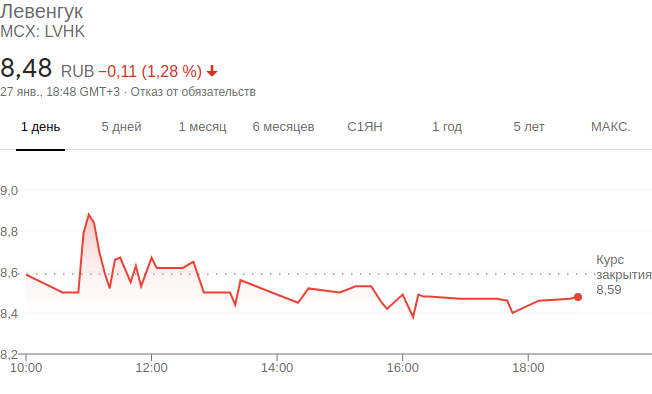 Левенгук
MCX: LVHK
8,48 RUB −0,11 (1,28 %)
27 янв., 18:48 GMT+3 · Отказ от обязательств
1 день 5 дней 1 месяц 6 месяцев С1ЯН 1 год 5 лет МАКС.
9,0
8,8
8,6
8,4
8,2
Курс
закрытия
8,59
10:00 12:00 14:00 16:00 18:00